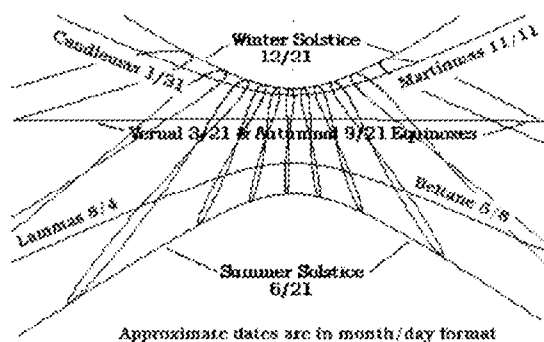 Winter Solstice
12/21
Candlemas 1/31
Martinmas 11/11
Vernal 3/21 & Autumnal 9/21 Equinoxes
Lammas 8/4
Beltane 5/8
Summer Solstice
6/21
Approximate dates are in month/day format